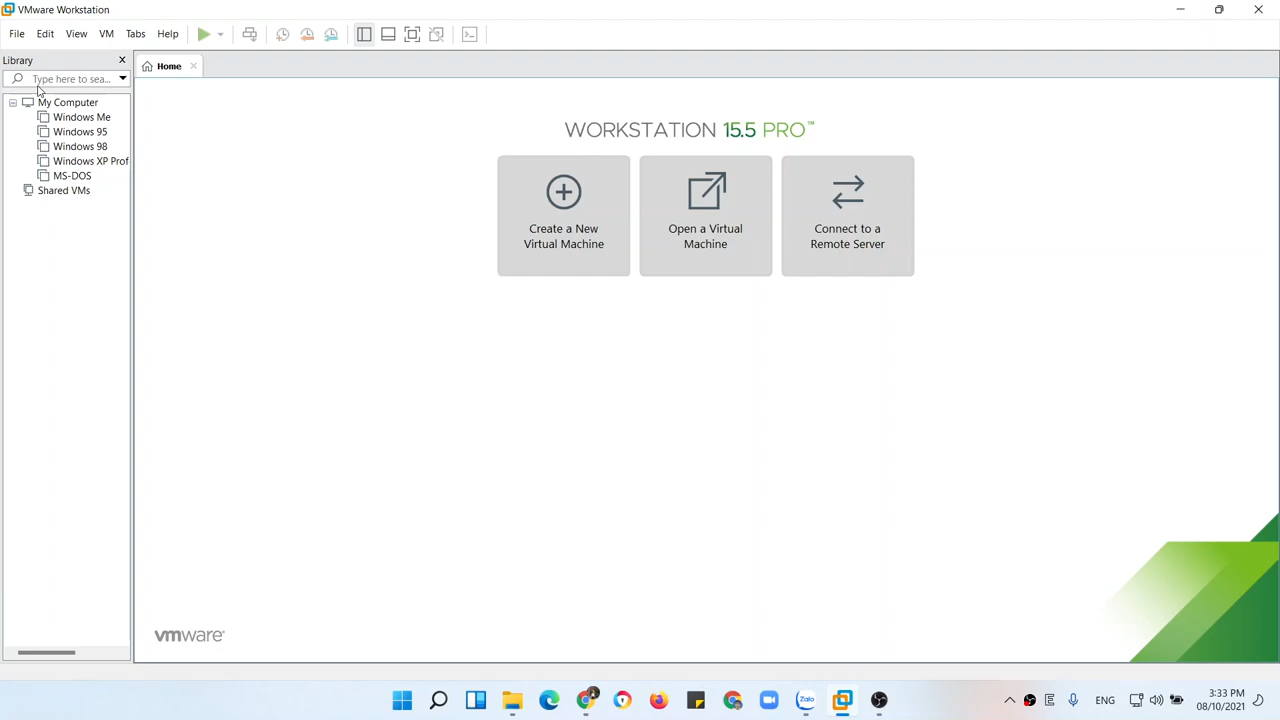 VMware Workstation
File Edit View VM Tabs Help
Library
Type here to sea...
My Computer
Windows Me
Windows 95
Windows 98
Windows XP Prof
MS-DOS
Shared VMs
Home
WORKSTATION 15.5 PRO™
Create a New
Virtual Machine
Open a Virtual
Machine
Connect to a
Remote Server
vmware®
Zalo
ENG
3:33 PM
08/10/2021